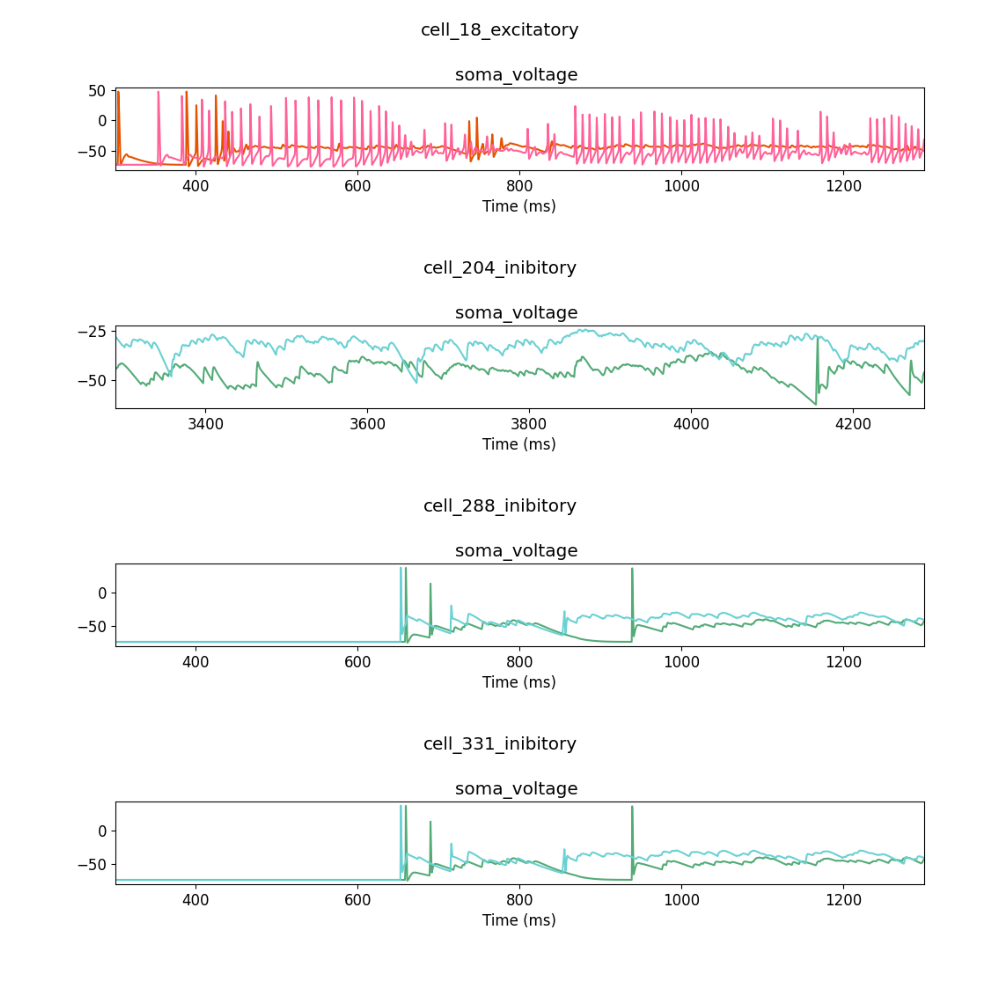 cell_18_excitatory
soma_voltage
50
0
−50
400 600 800 1000 1200
Time (ms)
cell_204_inibitory
soma_voltage
−25
−50
3400 3600 3800 4000 4200
Time (ms)
cell_288_inibitory
soma_voltage
0
−50
400 600 800 1000 1200
Time (ms)
cell_331_inibitory
soma_voltage
0
−50
400 600 800 1000 1200
Time (ms)